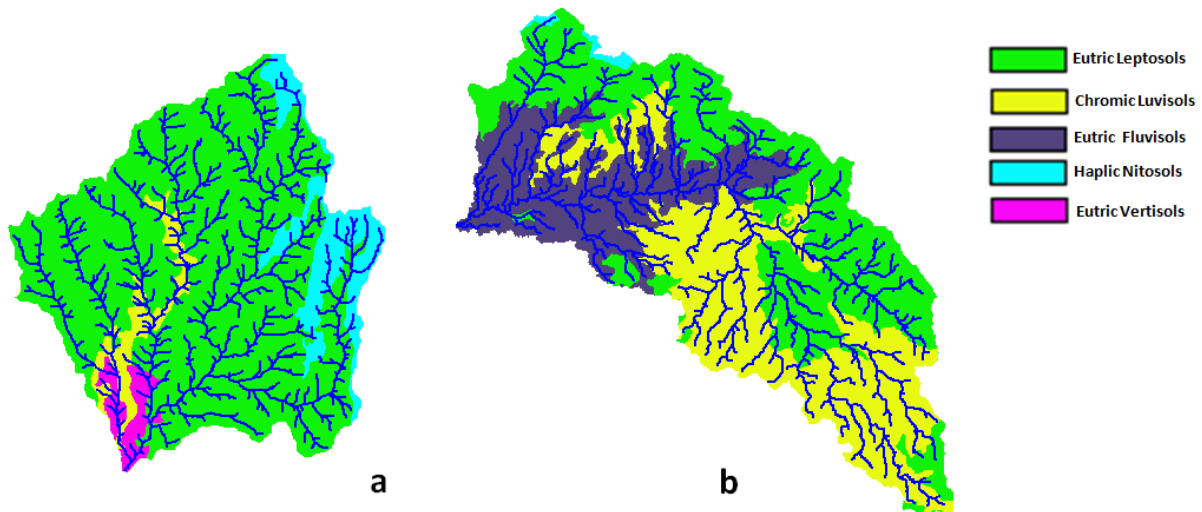 Eutric Leptosols
Chromic Luvisols
Eutric Fluvisols
Haplic Nitosols
Eutric Vertisols
a
b